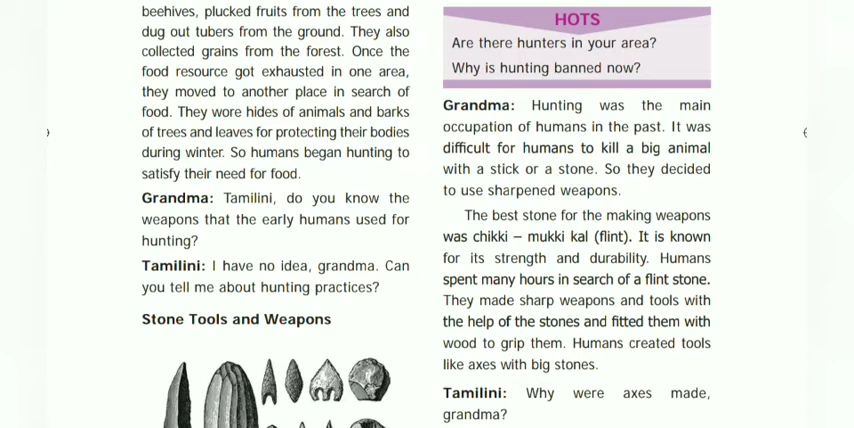 beehives, plucked fruits from the trees and
dug out tubers from the ground. They also
collected grains from the forest. Once the
food resource got exhausted in one area,
they moved to another place in search of
food. They wore hides of animals and barks
of trees and leaves for protecting their bodies
during winter. So humans began hunting to
satisfy their need for food.
Grandma: Tamilini, do you know the
weapons that the early humans used for
hunting?
Tamilini: I have no idea, grandma. Can
you tell me about hunting practices?
Stone Tools and Weapons
HOTS
Are there hunters in your area?
Why is hunting banned now?
Grandma: Hunting was the main
occupation of humans in the past. It was
difficult for humans to kill a big animal
with a stick or a stone. So they decided
to use sharpened weapons.
The best stone for the making weapons
was chikki – mukki kal (flint). It is known
for its strength and durability. Humans
spent many hours in search of a flint stone.
They made sharp weapons and tools with
the help of the stones and fitted them with
wood to grip them. Humans created tools
like axes with big stones.
Tamilini: Why were axes made,
grandma?